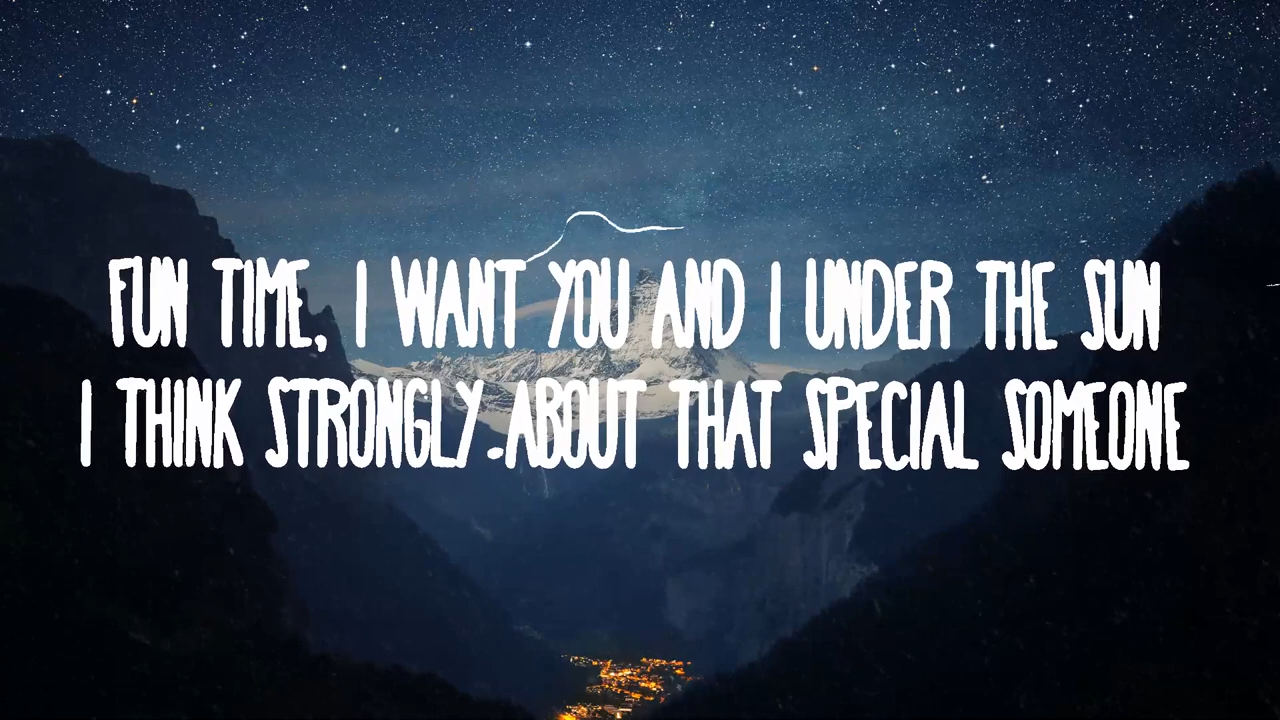 FUN TIME, I WANT YOU AND I UNDER THE SUN
I THINK STRONGLY ABOUT THAT SPECIAL SOMEONE